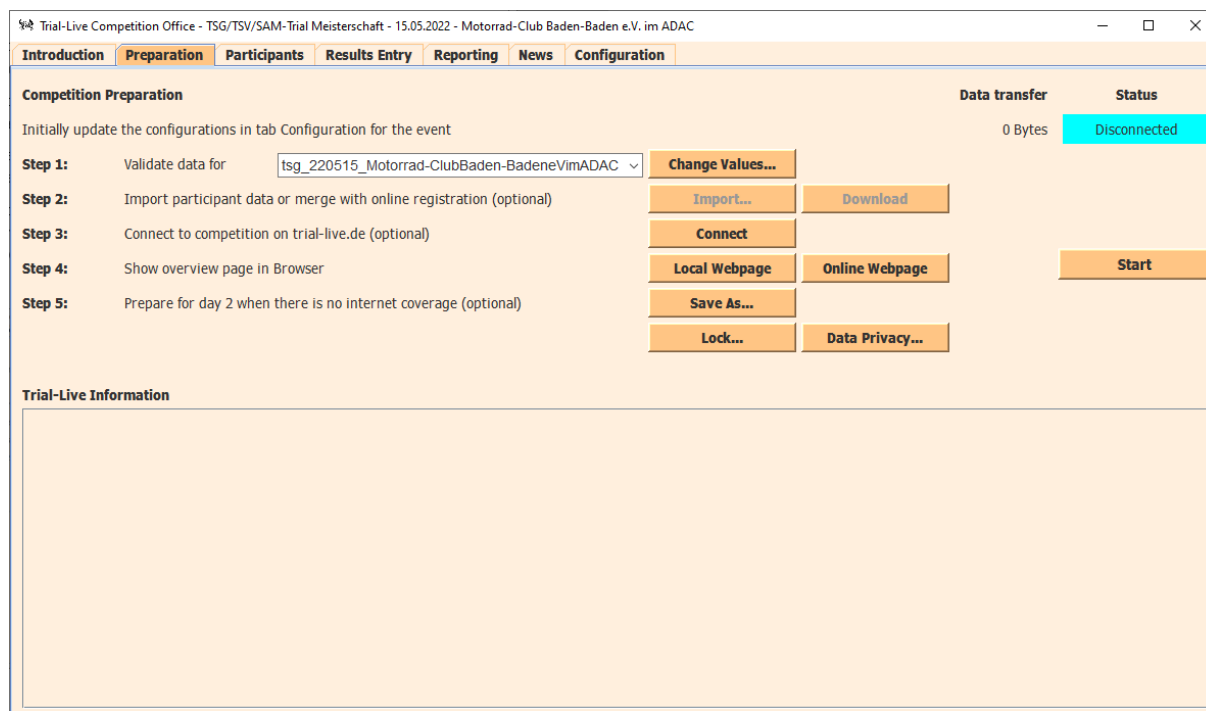 Trial-Live Competition Office - TSG/TSV/SAM-Trial Meisterschaft - 15.05.2022 - Motorrad-Club Baden-Baden e.V. im ADAC
Introduction Preparation Participants Results Entry Reporting News Configuration
Competition Preparation Data transfer Status
Initially update the configurations in tab Configuration for the event 0 Bytes Disconnected
Step 1: Validate data for tsg_220515_Motorrad-ClubBaden-BadeneVimADAC Change Values...
Step 2: Import participant data or merge with online registration (optional) Import... Download
Step 3: Connect to competition on trial-live.de (optional) Connect
Step 4: Show overview page in Browser Local Webpage Online Webpage Start
Step 5: Prepare for day 2 when there is no internet coverage (optional) Save As...
Lock... Data Privacy...
Trial-Live Information